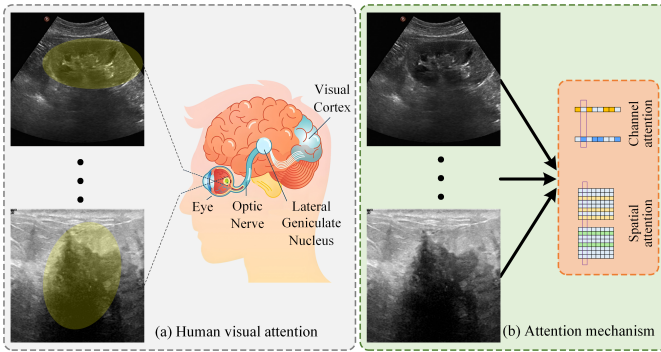 Visual
Cortex
Eye
Optic
Nerve
Lateral
Geniculate
Nucleus
(a) Human visual attention
Channel
attention
Spatial
attention
(b) Attention mechanism